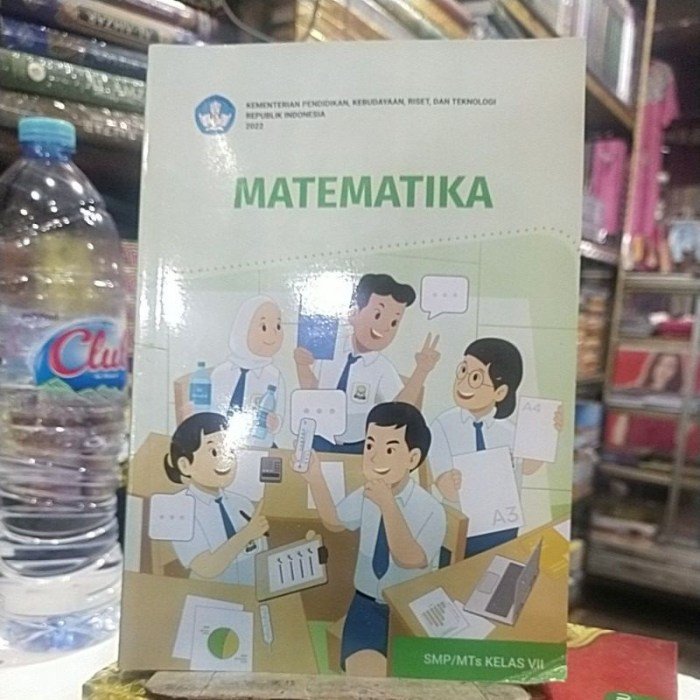 KEMENTERIAN PENDIDIKAN, KEBUDAYAAN, RISET, DAN TEKNOLOGI
REPUBLIK INDONESIA
2022
MATEMATIKA
Club
A4
A3
SMP/MTs KELAS VII